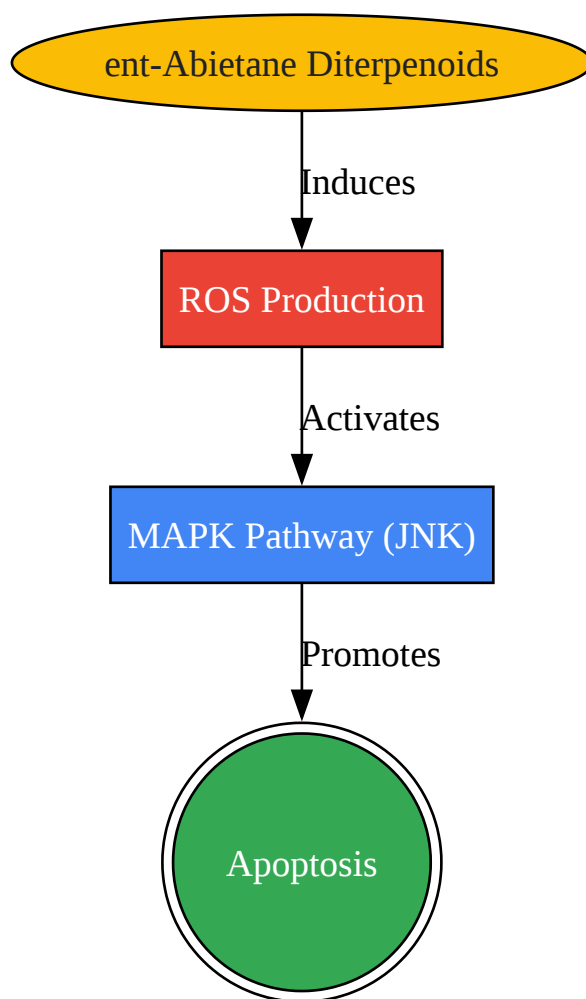 ent-Abietane Diterpenoids
Induces
ROS Production
Activates
MAPK Pathway (JNK)
Promotes
Apoptosis